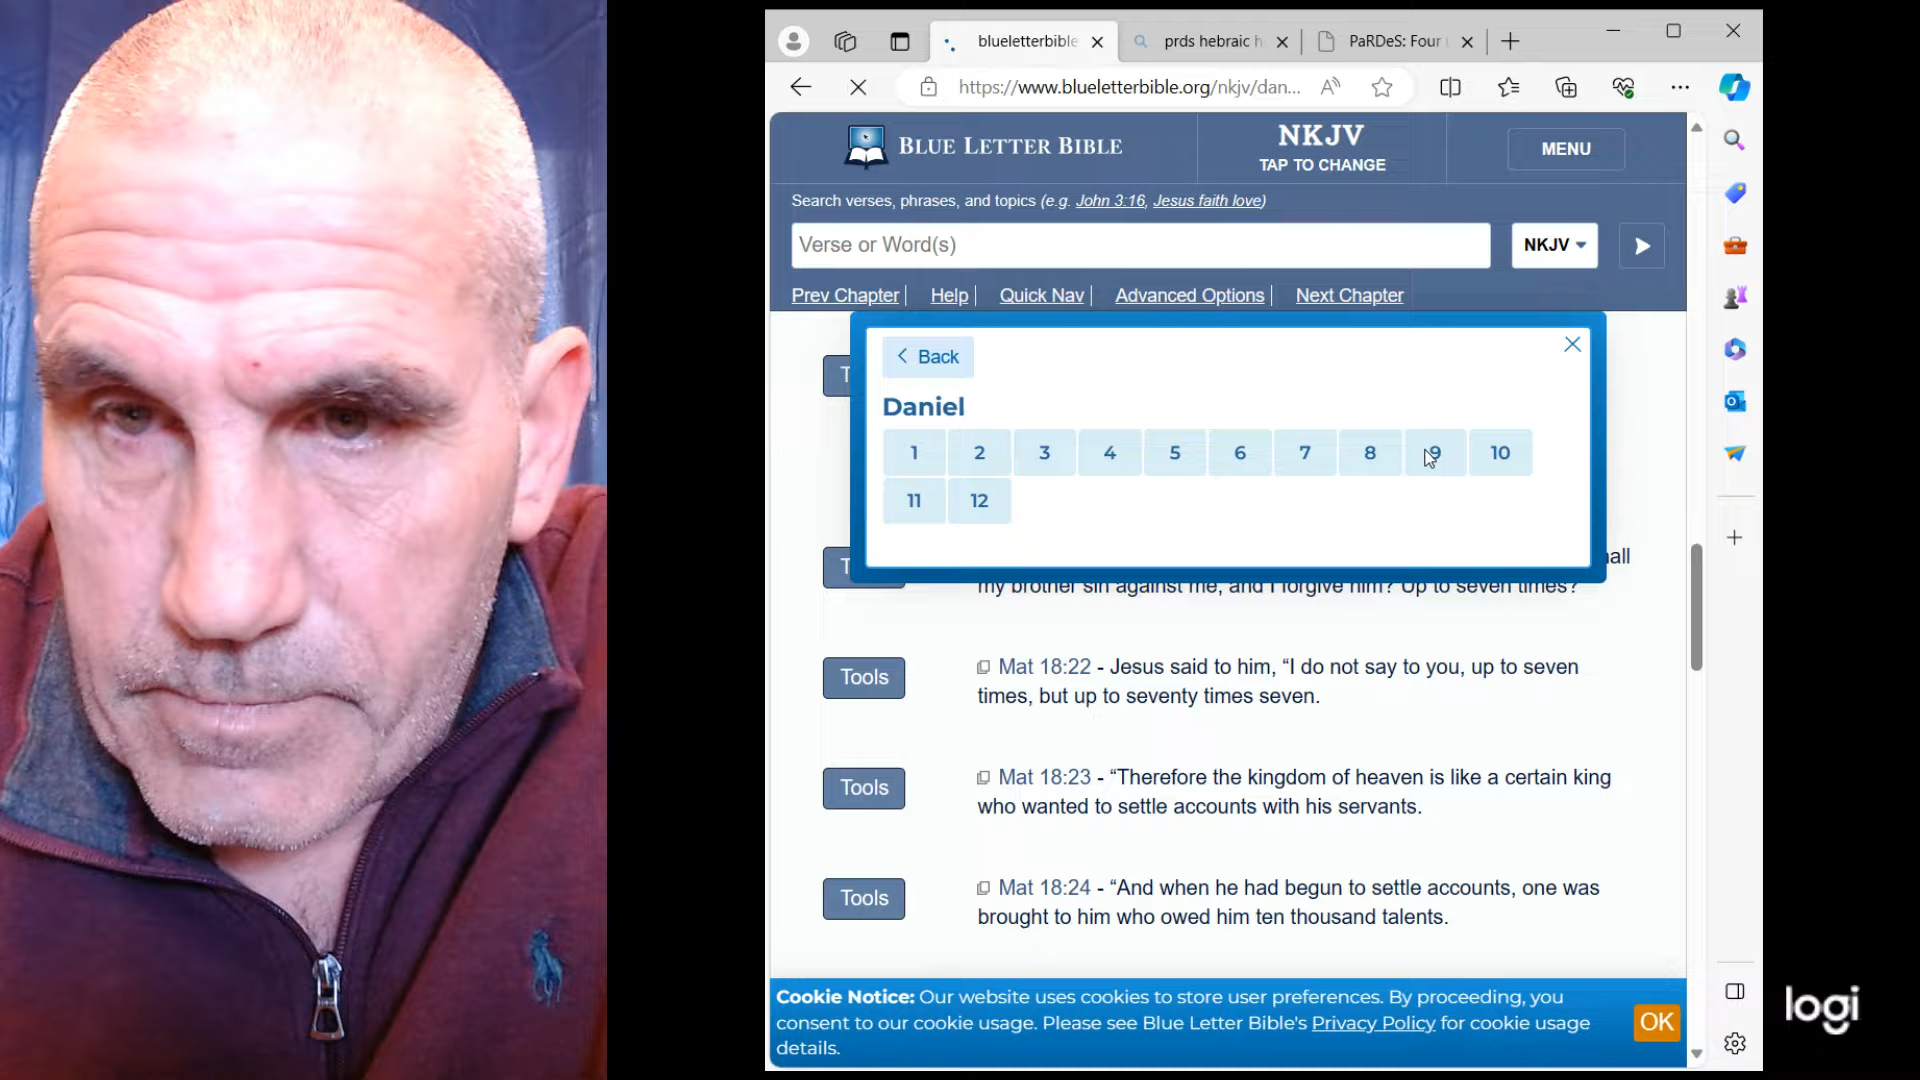 blueletterbible
prds hebraic h
PaRDeS: Four
https://www.blueletterbible.org/nkjv/dan...
BLUE LETTER BIBLE
NKJV
TAP TO CHANGE
MENU
Search verses, phrases, and topics (e.g. John 3:16, Jesus faith love)
Verse or Word(s)
NKJV
Prev Chapter
Help
Quick Nav
Advanced Options
Next Chapter
Back
Daniel
1 2 3 4 5 6 7 8 9 10
11 12
my brother sin against me, and I forgive him? Up to seven times?
Tools
Mat 18:22 - Jesus said to him, “I do not say to you, up to seven
times, but up to seventy times seven.
Tools
Mat 18:23 - “Therefore the kingdom of heaven is like a certain king
who wanted to settle accounts with his servants.
Tools
Mat 18:24 - “And when he had begun to settle accounts, one was
brought to him who owed him ten thousand talents.
Cookie Notice: Our website uses cookies to store user preferences. By proceeding, you
consent to our cookie usage. Please see Blue Letter Bible's Privacy Policy for cookie usage
details.
OK
logi